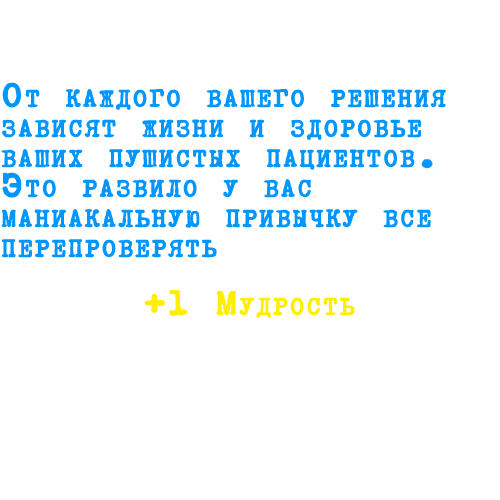 От каждого вашего решения
зависят жизни и здоровье
ваших пушистых пациентов.
Это развило у вас
маниакальную привычку все
перепроверять
+1 Мудрость